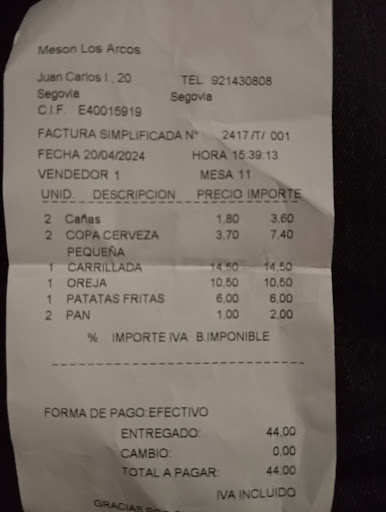 Meson Los Arcos
Juan Carlos I , 20 TEL. 921430808
Segovia Segovia
C.I.F. E40015919
FACTURA SIMPLIFICADA Nº 2417/T/ 001
FECHA 20/04/2024 HORA 15:39:13
VENDEDOR 1 MESA 11
UNID. DESCRIPCION PRECIO IMPORTE
2 Cañas 1,80 3,60
2 COPA CERVEZA 3,70 7,40
PEQUEÑA
1 CARRILLADA 14,50 14,50
1 OREJA 10,50 10,50
1 PATATAS FRITAS 6,00 6,00
2 PAN 1,00 2,00
% IMPORTE IVA B.IMPONIBLE
FORMA DE PAGO:EFECTIVO
ENTREGADO: 44,00
CAMBIO: 0,00
TOTAL A PAGAR: 44,00
IVA INCLUIDO
GRACIAS